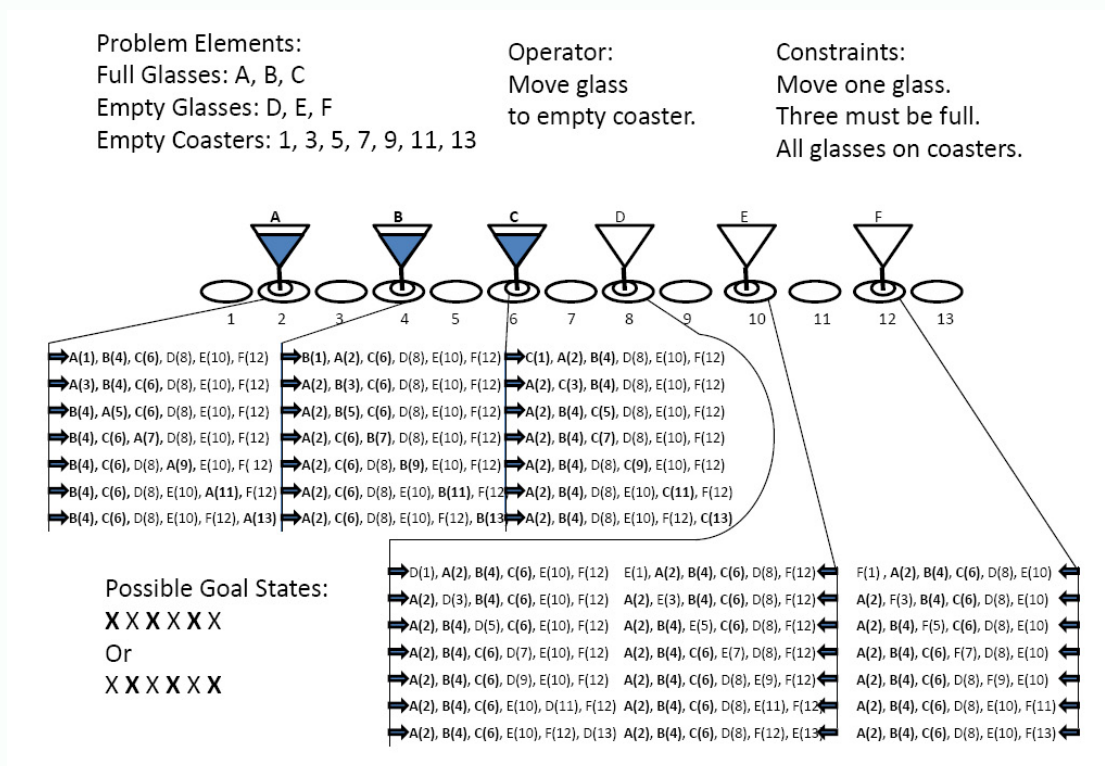 Problem Elements:
Full Glasses: A, B, C
Empty Glasses: D, E, F
Empty Coasters: 1, 3, 5, 7, 9, 11, 13
Operator:
Move glass
to empty coaster.
Constraints:
Move one glass.
Three must be full.
All glasses on coasters.
A B C D E F
1 2 3 4 5 6 7 8 9 10 11 12 13
A(1), B(4), C(6), D(8), E(10), F(12)
A(3), B(4), C(6), D(8), E(10), F(12)
B(4), A(5), C(6), D(8), E(10), F(12)
B(4), C(6), A(7), D(8), E(10), F(12)
B(4), C(6), D(8), A(9), E(10), F( 12)
B(4), C(6), D(8), E(10), A(11), F(12)
B(4), C(6), D(8), E(10), F(12), A(13)
B(1), A(2), C(6), D(8), E(10), F(12)
A(2), B(3), C(6), D(8), E(10), F(12)
A(2), B(5), C(6), D(8), E(10), F(12)
A(2), C(6), B(7), D(8), E(10), F(12)
A(2), C(6), D(8), B(9), E(10), F(12)
A(2), C(6), D(8), E(10), B(11), F(12
A(2), C(6), D(8), E(10), F(12), B(13
C(1), A(2), B(4), D(8), E(10), F(12)
A(2), C(3), B(4), D(8), E(10), F(12)
A(2), B(4), C(5), D(8), E(10), F(12)
A(2), B(4), C(7), D(8), E(10), F(12)
A(2), B(4), D(8), C(9), E(10), F(12)
A(2), B(4), D(8), E(10), C(11), F(12)
A(2), B(4), D(8), E(10), F(12), C(13)
Possible Goal States:
X X X X X X
Or
X X X X X X
D(1), A(2), B(4), C(6), E(10), F(12)
A(2), D(3), B(4), C(6), E(10), F(12)
A(2), B(4), D(5), C(6), E(10), F(12)
A(2), B(4), C(6), D(7), E(10), F(12)
A(2), B(4), C(6), D(9), E(10), F(12)
A(2), B(4), C(6), E(10), D(11), F(12)
A(2), B(4), C(6), E(10), F(12), D(13)
E(1), A(2), B(4), C(6), D(8), F(12)
A(2), E(3), B(4), C(6), D(8), F(12)
A(2), B(4), E(5), C(6), D(8), F(12)
A(2), B(4), C(6), E(7), D(8), F(12)
A(2), B(4), C(6), D(8), E(9), F(12)
A(2), B(4), C(6), D(8), E(11), F(12
A(2), B(4), C(6), D(8), F(12), E(13
F(1) , A(2), B(4), C(6), D(8), E(10)
A(2), F(3), B(4), C(6), D(8), E(10)
A(2), B(4), F(5), C(6), D(8), E(10)
A(2), B(4), C(6), F(7), D(8), E(10)
A(2), B(4), C(6), D(8), F(9), E(10)
A(2), B(4), C(6), D(8), E(10), F(11)
A(2), B(4), C(6), D(8), E(10), F(13)